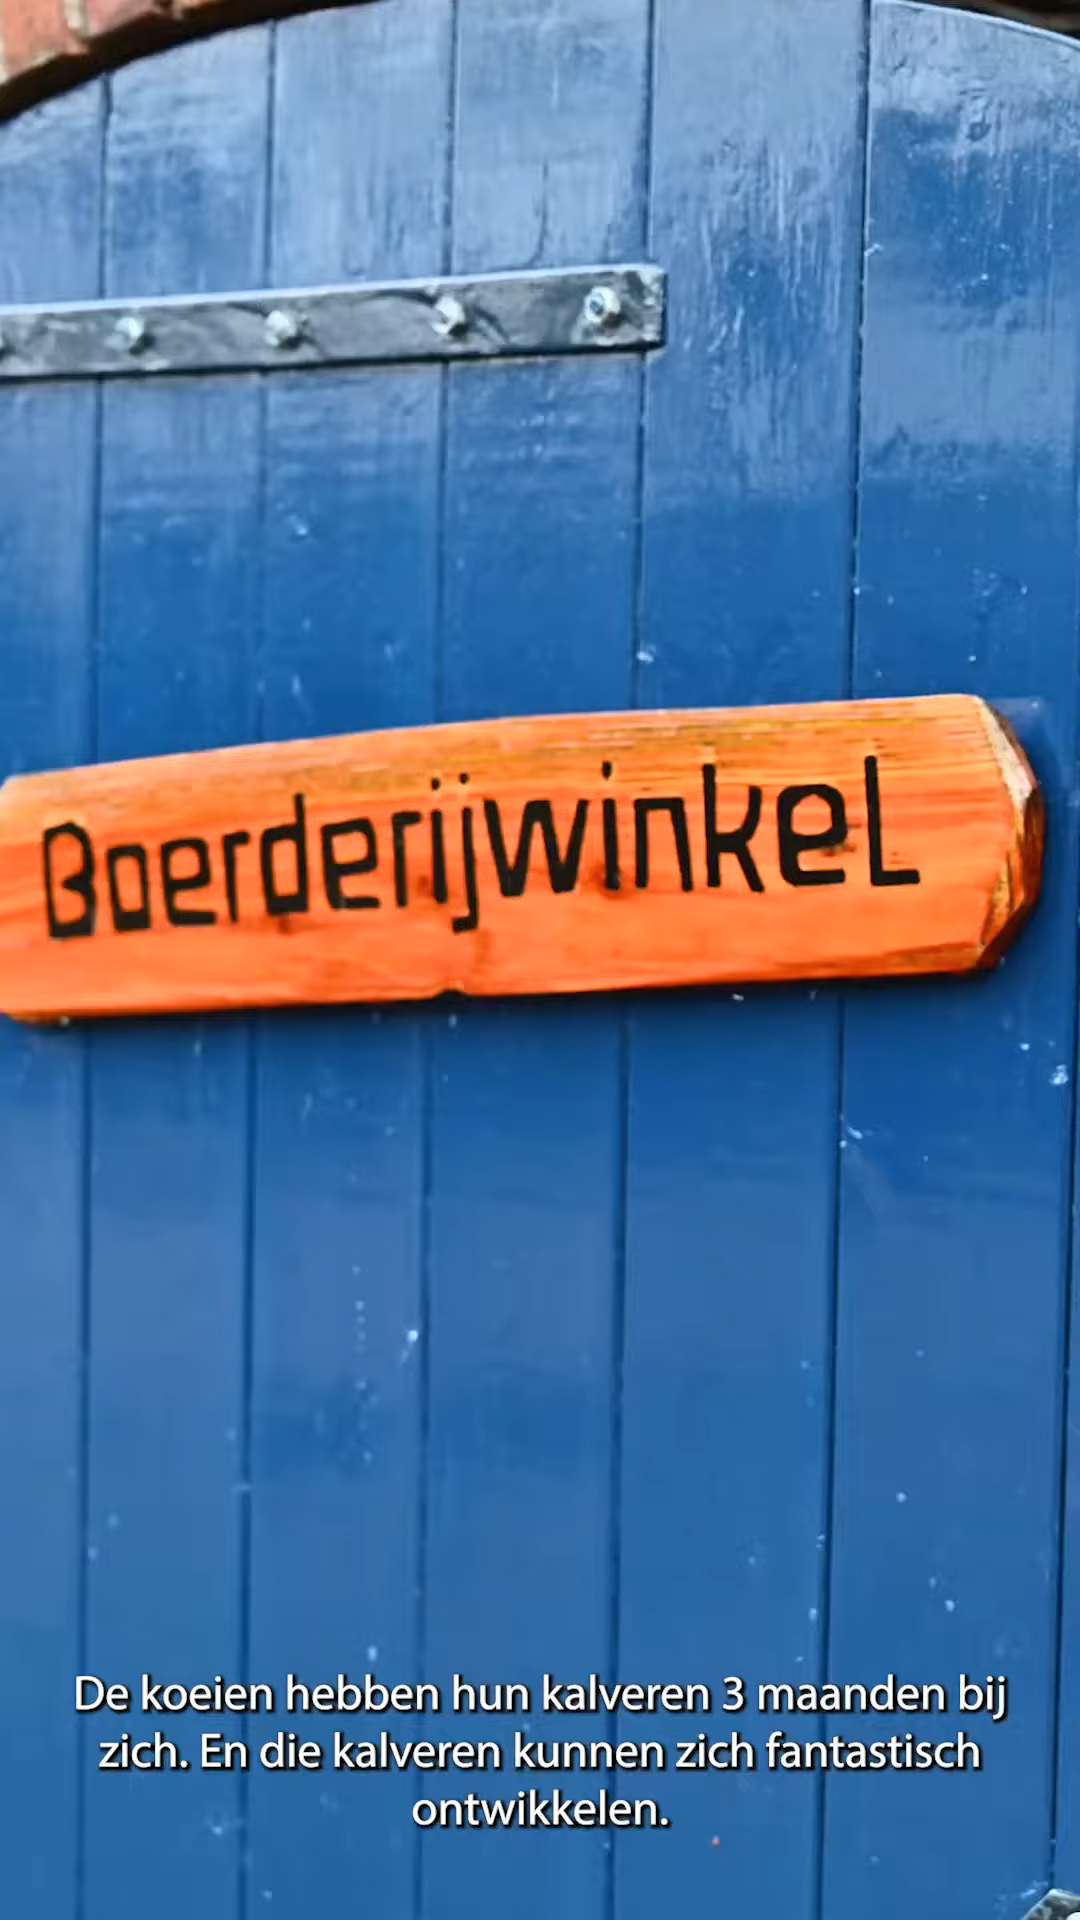 BoerderijwinkeL
De koeien hebben hun kalveren 3 maanden bij
zich. En die kalveren kunnen zich fantastisch
ontwikkelen.